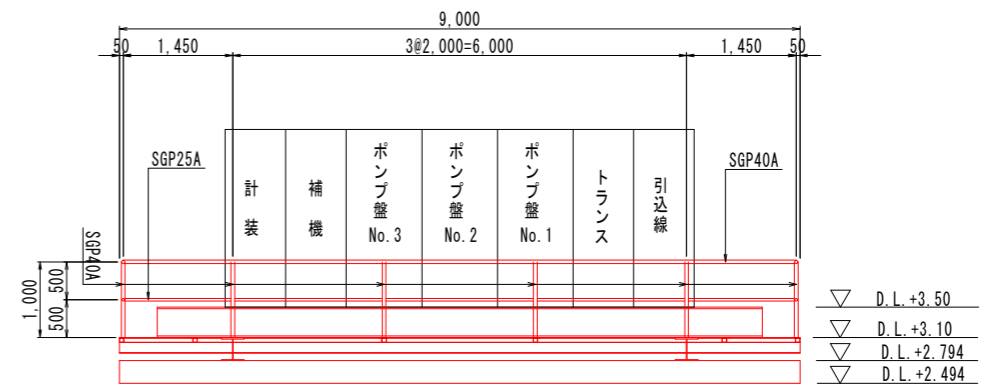 9,000
50
1,450
3@2,000=6,000
1,450
50
SGP25A
SGP40A
計装
補機
ポンプ盤
No.3
ポンプ盤
No.2
ポンプ盤
No.1
トランス
引込線
SGP40A
1,000
500
500
D.L.+3.50
D.L.+3.10
D.L.+2.794
D.L.+2.494